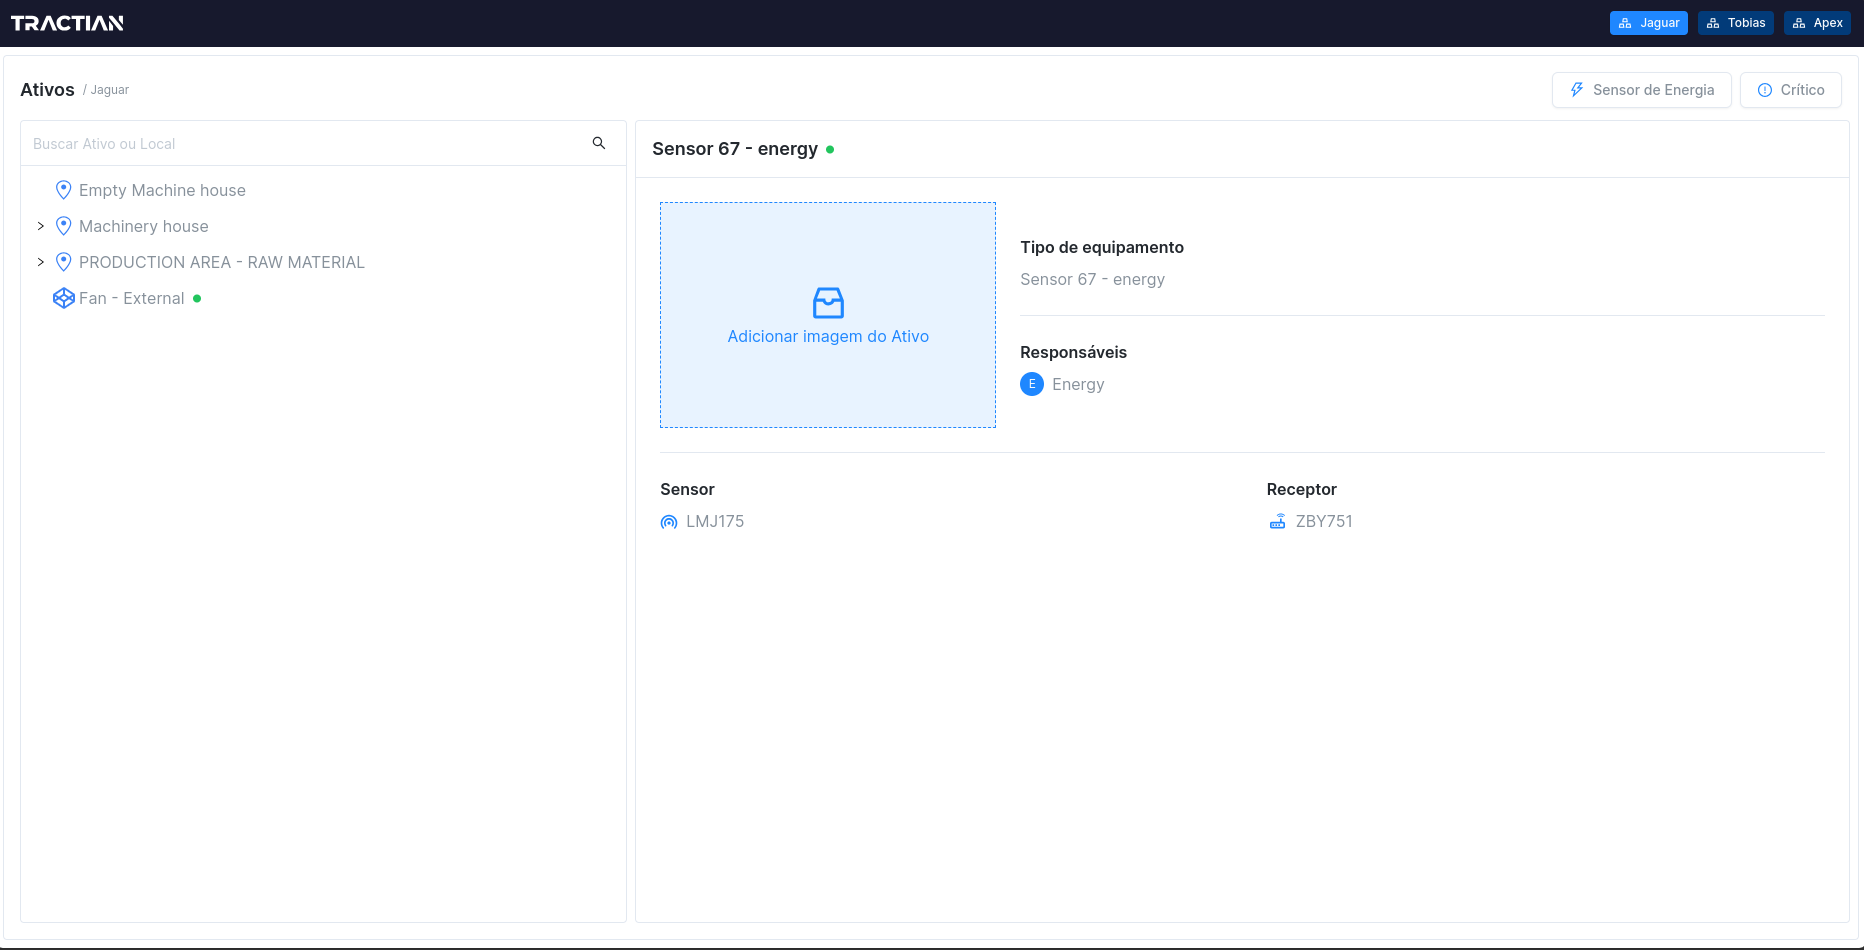 TRACTIAN
Jaguar
Tobias
Apex
Ativos / Jaguar
Sensor de Energia
Crítico
Buscar Ativo ou Local
Empty Machine house
Machinery house
PRODUCTION AREA - RAW MATERIAL
Fan - External
Sensor 67 - energy
Adicionar imagem do Ativo
Tipo de equipamento
Sensor 67 - energy
Responsáveis
E Energy
Sensor
LMJ175
Receptor
ZBY751